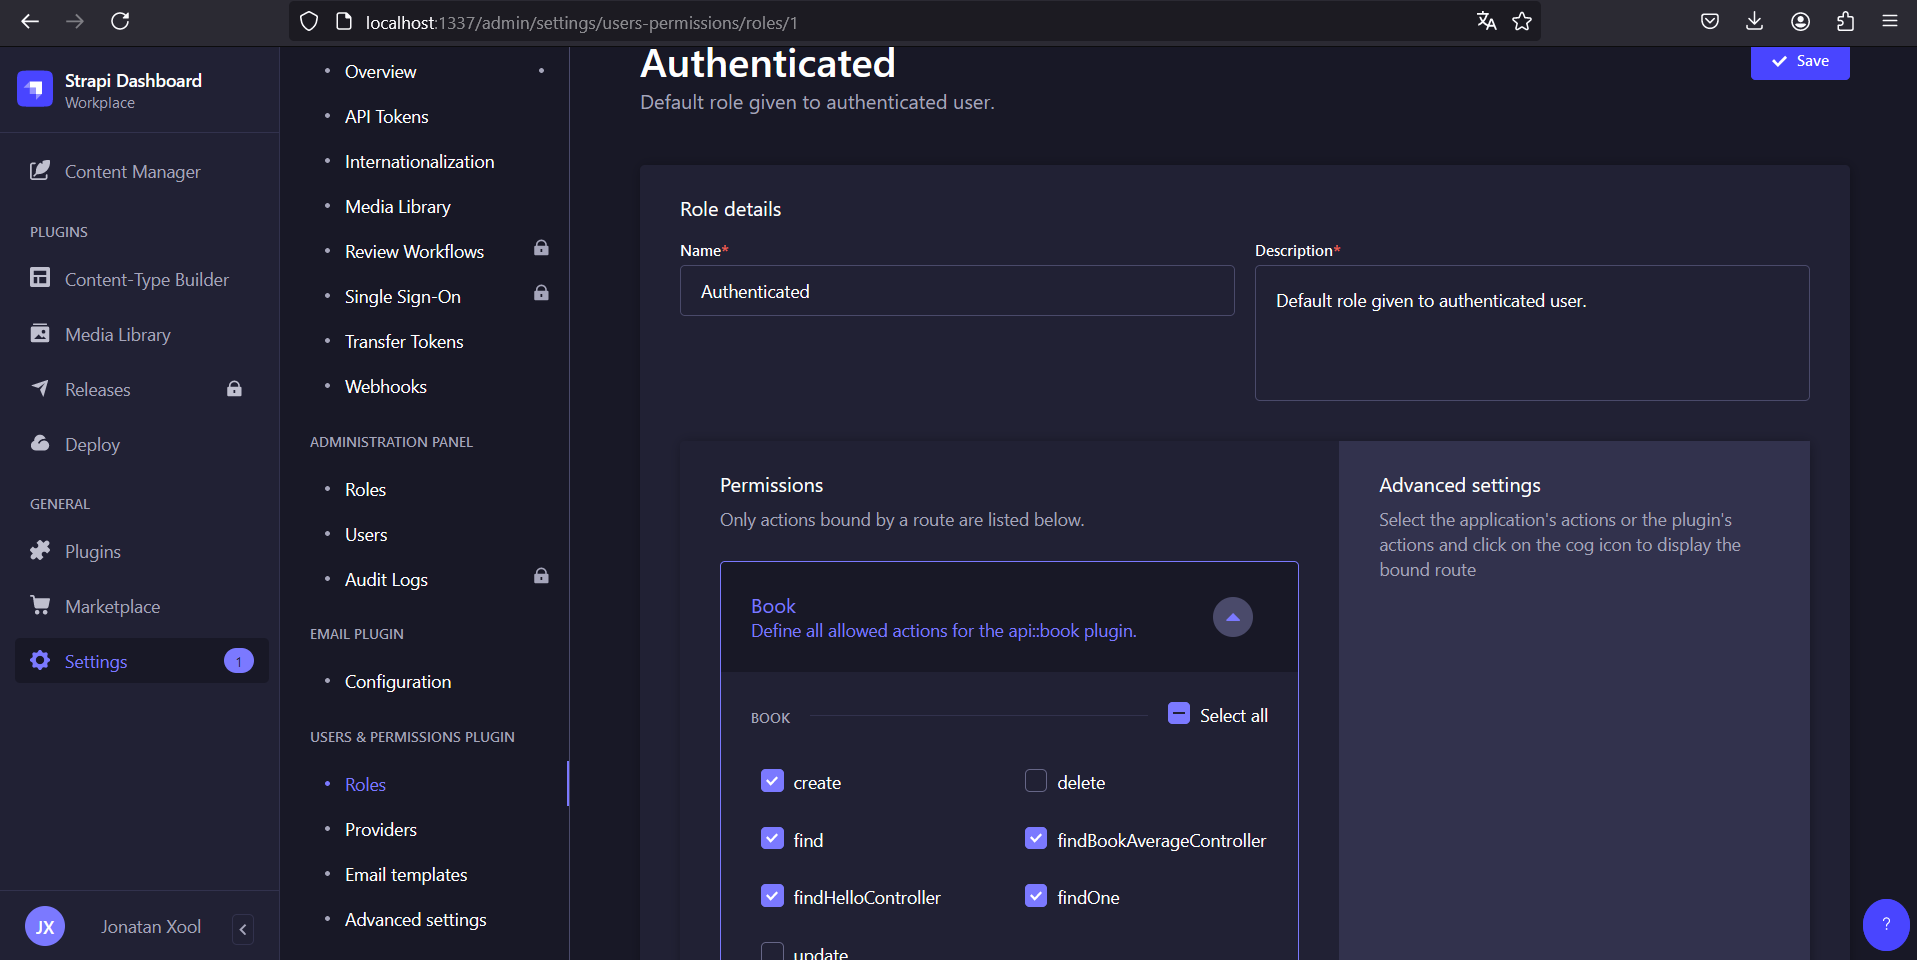 localhost:1337/admin/settings/users-permissions/roles/1
Strapi Dashboard
Workplace
Content Manager
PLUGINS
Content-Type Builder
Media Library
Releases
Deploy
GENERAL
Plugins
Marketplace
Settings
1
JX
Jonatan Xool
Overview
API Tokens
Internationalization
Media Library
Review Workflows
Single Sign-On
Transfer Tokens
Webhooks
ADMINISTRATION PANEL
Roles
Users
Audit Logs
EMAIL PLUGIN
Configuration
USERS & PERMISSIONS PLUGIN
Roles
Providers
Email templates
Advanced settings
Authenticated
Default role given to authenticated user.
Save
Role details
Name*
Authenticated
Description*
Default role given to authenticated user.
Permissions
Only actions bound by a route are listed below.
Book
Define all allowed actions for the api::book plugin.
BOOK
Select all
create
delete
find
findBookAverageController
findHelloController
findOne
update
Advanced settings
Select the application's actions or the plugin's
actions and click on the cog icon to display the
bound route
?